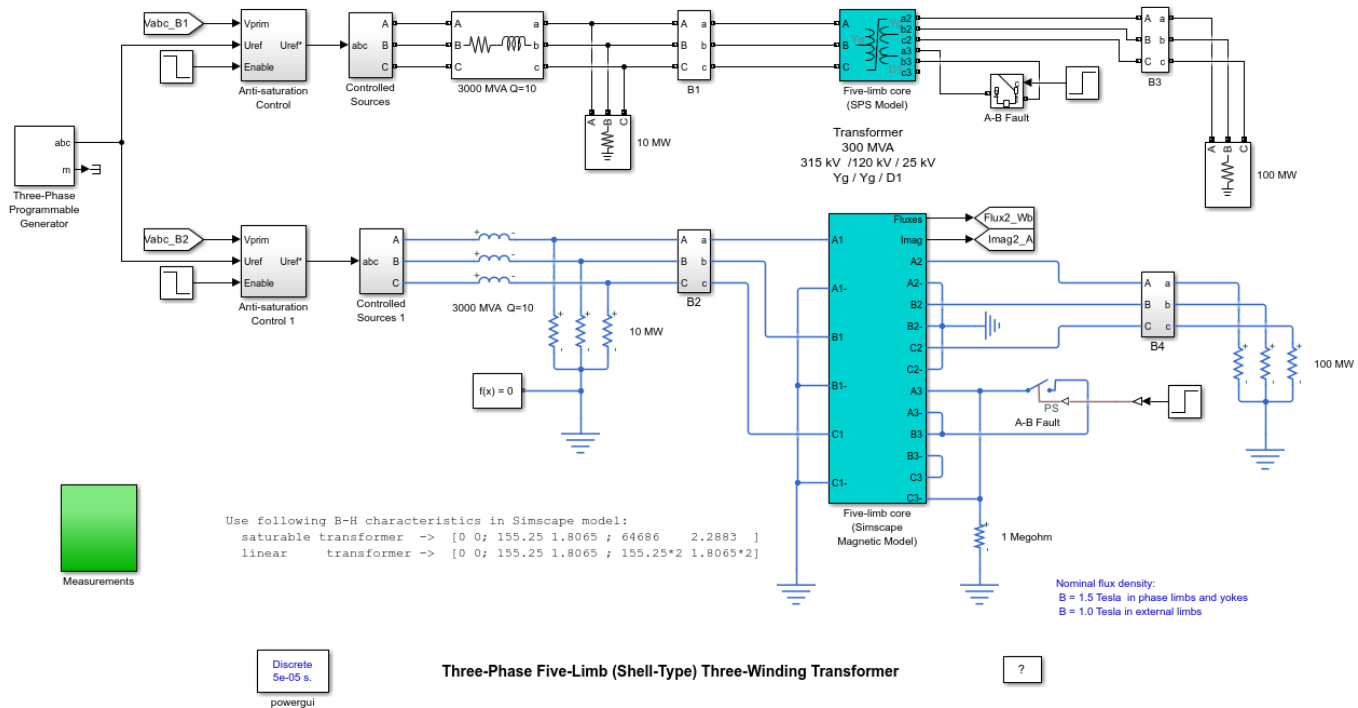 Vabc_B1
Vprim
Uref
Enable
Uref*
Anti-saturation
Control
abc
A
B
C
Controlled
Sources
A
B
C
a
b
c
3000 MVA Q=10
A
B
C
10 MW
A
B
C
a
b
c
B1
A
B
C
Yg
Yg
D1
a2
b2
c2
a3
b3
c3
Five-limb core
(SPS Model)
c
A-B Fault
A
B
C
a
b
c
B3
A
B
C
100 MW
Transformer
300 MVA
315 kV /120 kV / 25 kV
Yg / Yg / D1
abc
m
Three-Phase
Programmable
Generator
Vabc_B2
Vprim
Uref
Enable
Uref*
Anti-saturation
Control 1
abc
A
B
C
Controlled
Sources 1
+
-
+
-
+
-
3000 MVA Q=10
+
+
+
-
-
-
10 MW
A
B
C
a
b
c
B2
f(x) = 0
A1
A1-
B1
B1-
C1
C1-
Fluxes
Imag
A2
A2-
B2
B2-
C2
C2-
A3
A3-
B3
B3-
C3
C3-
Five-limb core
(Simscape
Magnetic Model)
Flux2_Wb
Imag2_A
A
B
C
a
b
c
B4
+
+
+
-
-
-
100 MW
PS
A-B Fault
+
-
1 Megohm
Measurements
Use following B-H characteristics in Simscape model:
saturable transformer -> [0 0; 155.25 1.8065 ; 64686 2.2883 ]
linear transformer -> [0 0; 155.25 1.8065 ; 155.25*2 1.8065*2]
Nominal flux density:
B = 1.5 Tesla in phase limbs and yokes
B = 1.0 Tesla in external limbs
Discrete
5e-05 s.
powergui
Three-Phase Five-Limb (Shell-Type) Three-Winding Transformer
?